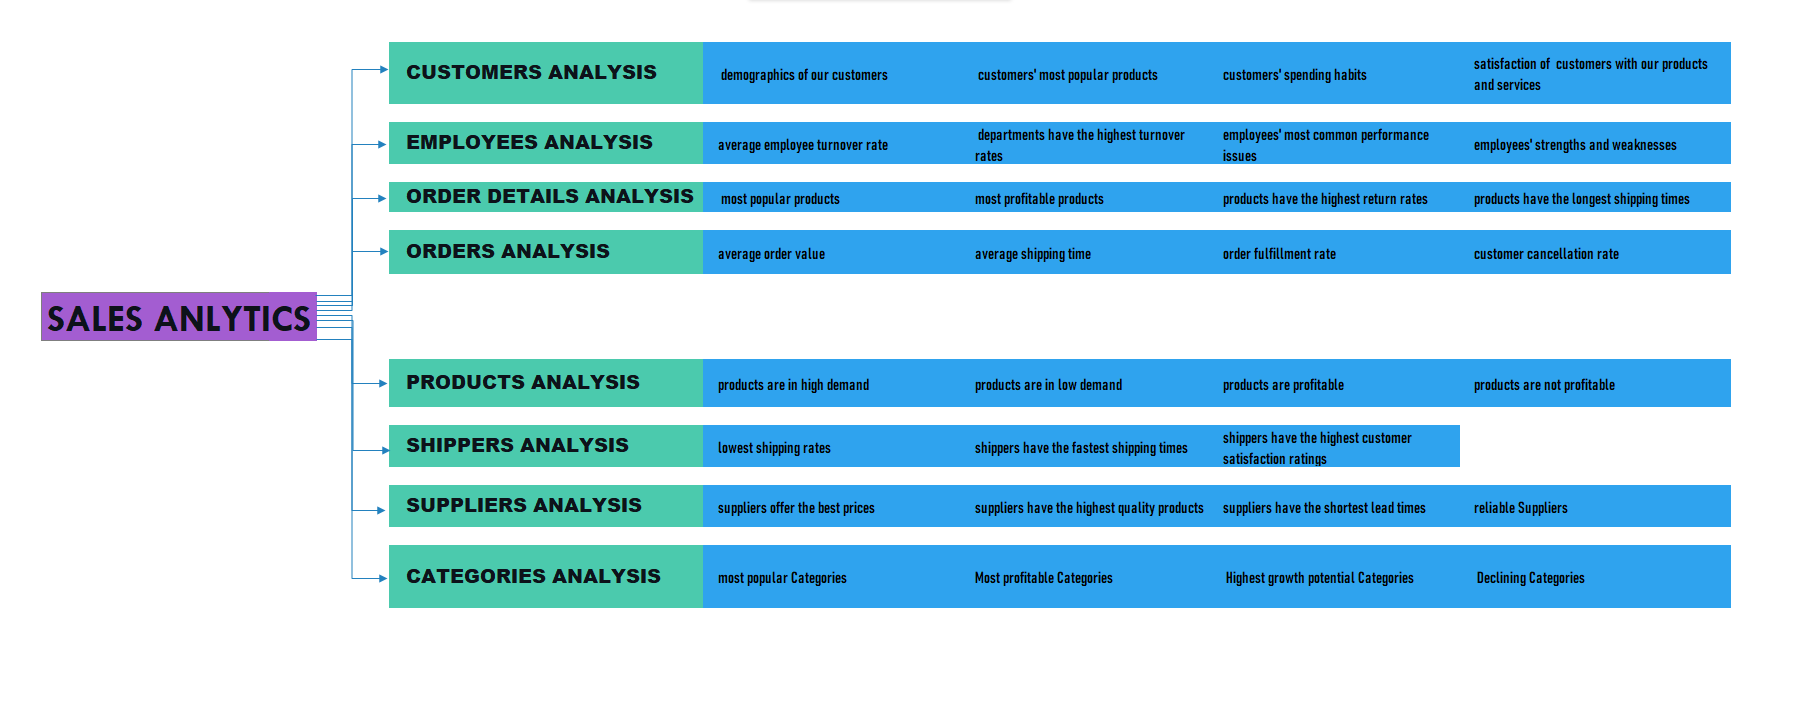 CUSTOMERS ANALYSIS
demographics of our customers
customers' most popular products
customers' spending habits
satisfaction of customers with our products
and services
EMPLOYEES ANALYSIS
average employee turnover rate
departments have the highest turnover
rates
employees' most common performance
issues
employees' strengths and weaknesses
ORDER DETAILS ANALYSIS
most popular products
most profitable products
products have the highest return rates
products have the longest shipping times
ORDERS ANALYSIS
average order value
average shipping time
order fulfillment rate
customer cancellation rate
SALES ANLYTICS
PRODUCTS ANALYSIS
products are in high demand
products are in low demand
products are profitable
products are not profitable
SHIPPERS ANALYSIS
lowest shipping rates
shippers have the fastest shipping times
shippers have the highest customer
satisfaction ratings
SUPPLIERS ANALYSIS
suppliers offer the best prices
suppliers have the highest quality products
suppliers have the shortest lead times
reliable Suppliers
CATEGORIES ANALYSIS
most popular Categories
Most profitable Categories
Highest growth potential Categories
Declining Categories